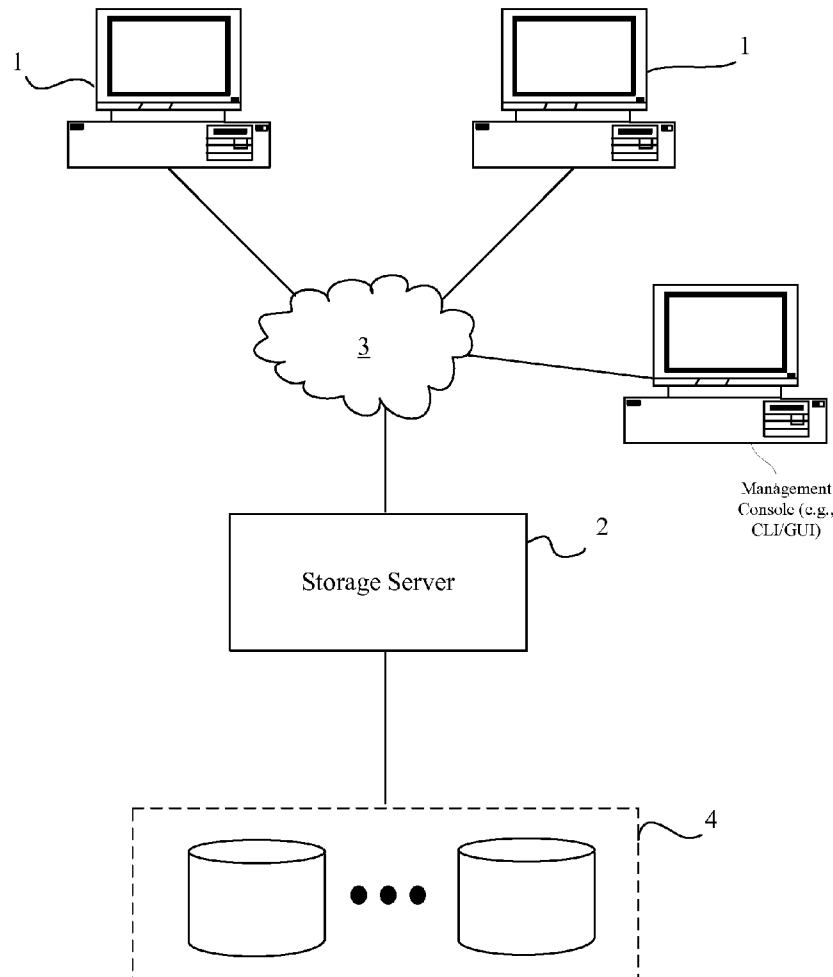 1
1
3
Management
Console (e.g.,
CLI/GUI)
2
Storage Server
4